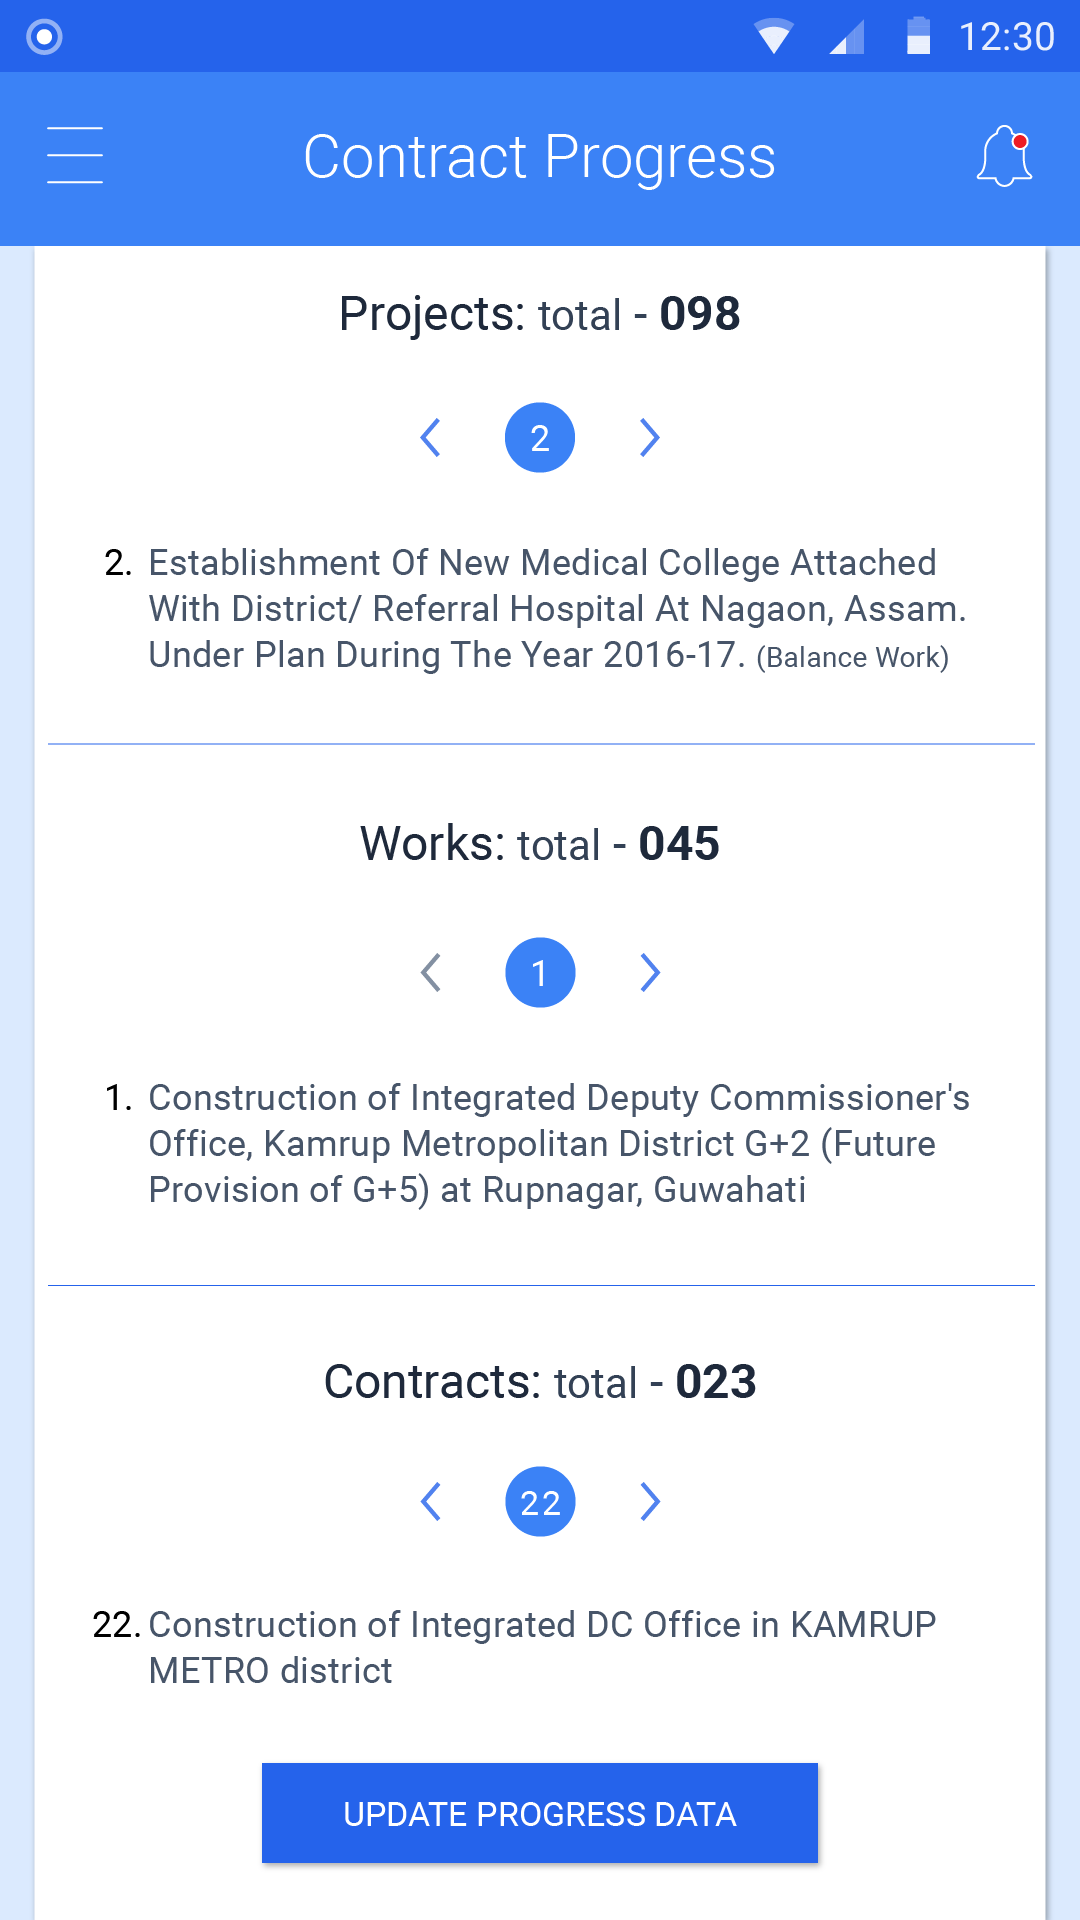 12:30
Contract Progress
Projects: total - 098
2
2. Establishment Of New Medical College Attached
With District/ Referral Hospital At Nagaon, Assam.
Under Plan During The Year 2016-17. (Balance Work)
Works: total - 045
1
1. Construction of Integrated Deputy Commissioner's
Office, Kamrup Metropolitan District G+2 (Future
Provision of G+5) at Rupnagar, Guwahati
Contracts: total - 023
22
22. Construction of Integrated DC Office in KAMRUP
METRO district
UPDATE PROGRESS DATA